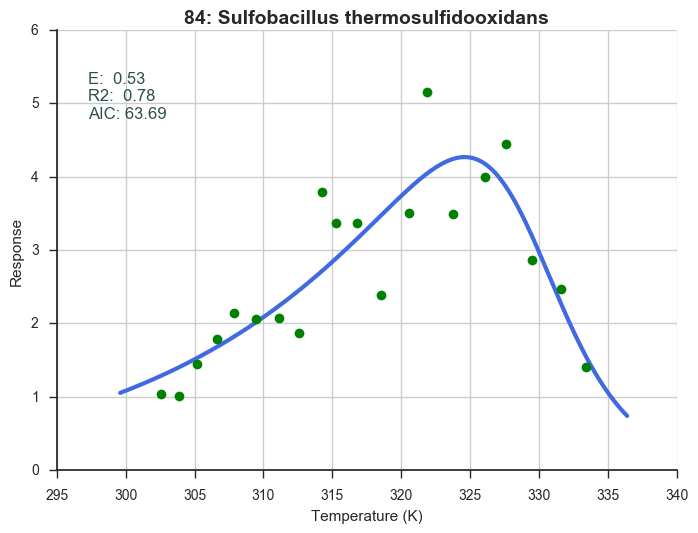 84: Sulfobacillus thermosulfidooxidans
E:  0.53
R2:  0.78
AIC: 63.69
Response
6
5
4
3
2
1
0
295 300 305 310 315 320 325 330 335 340
Temperature (K)